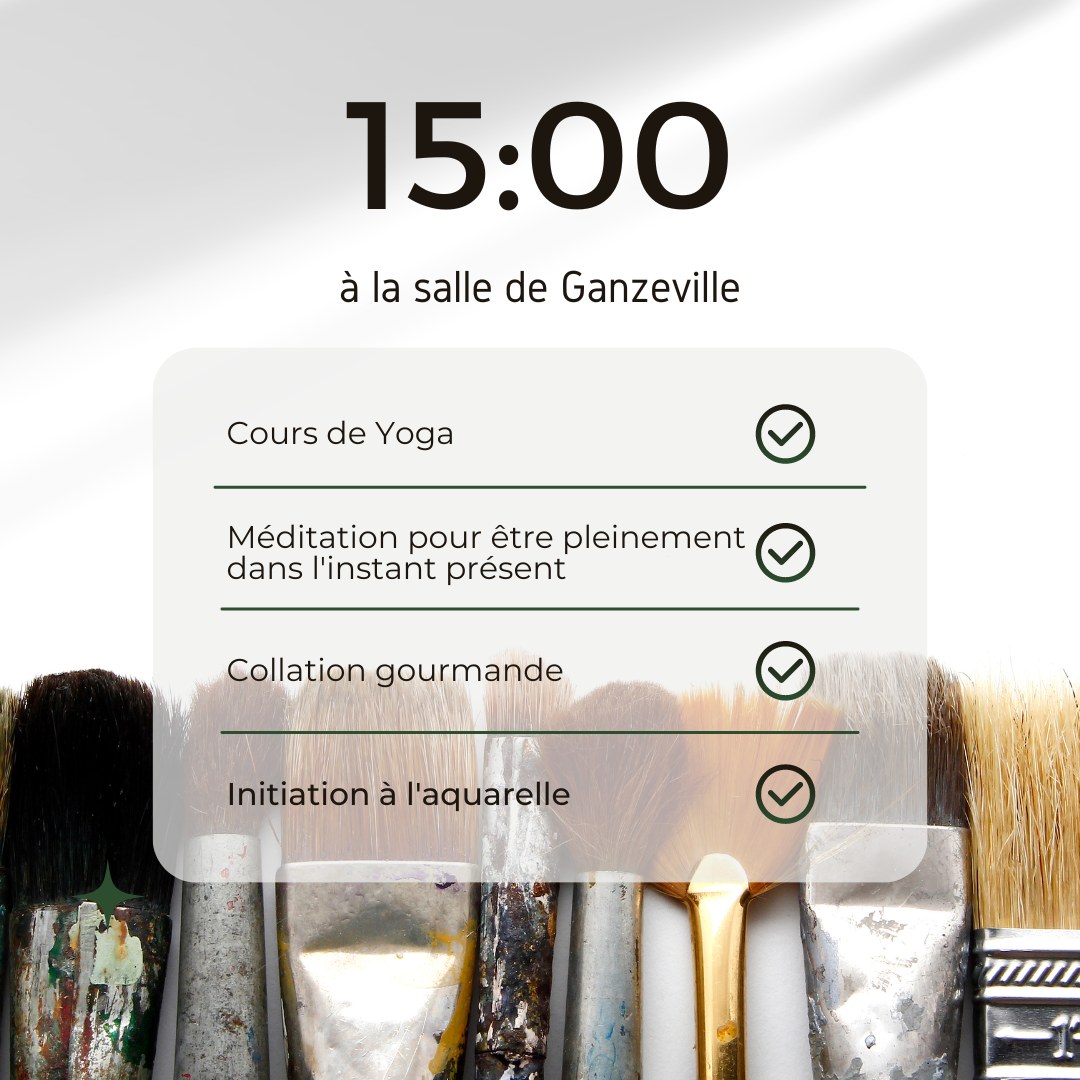 15:00
à la salle de Ganzeville
Cours de Yoga
Méditation pour être pleinement
dans l'instant présent
Collation gourmande
Initiation à l'aquarelle